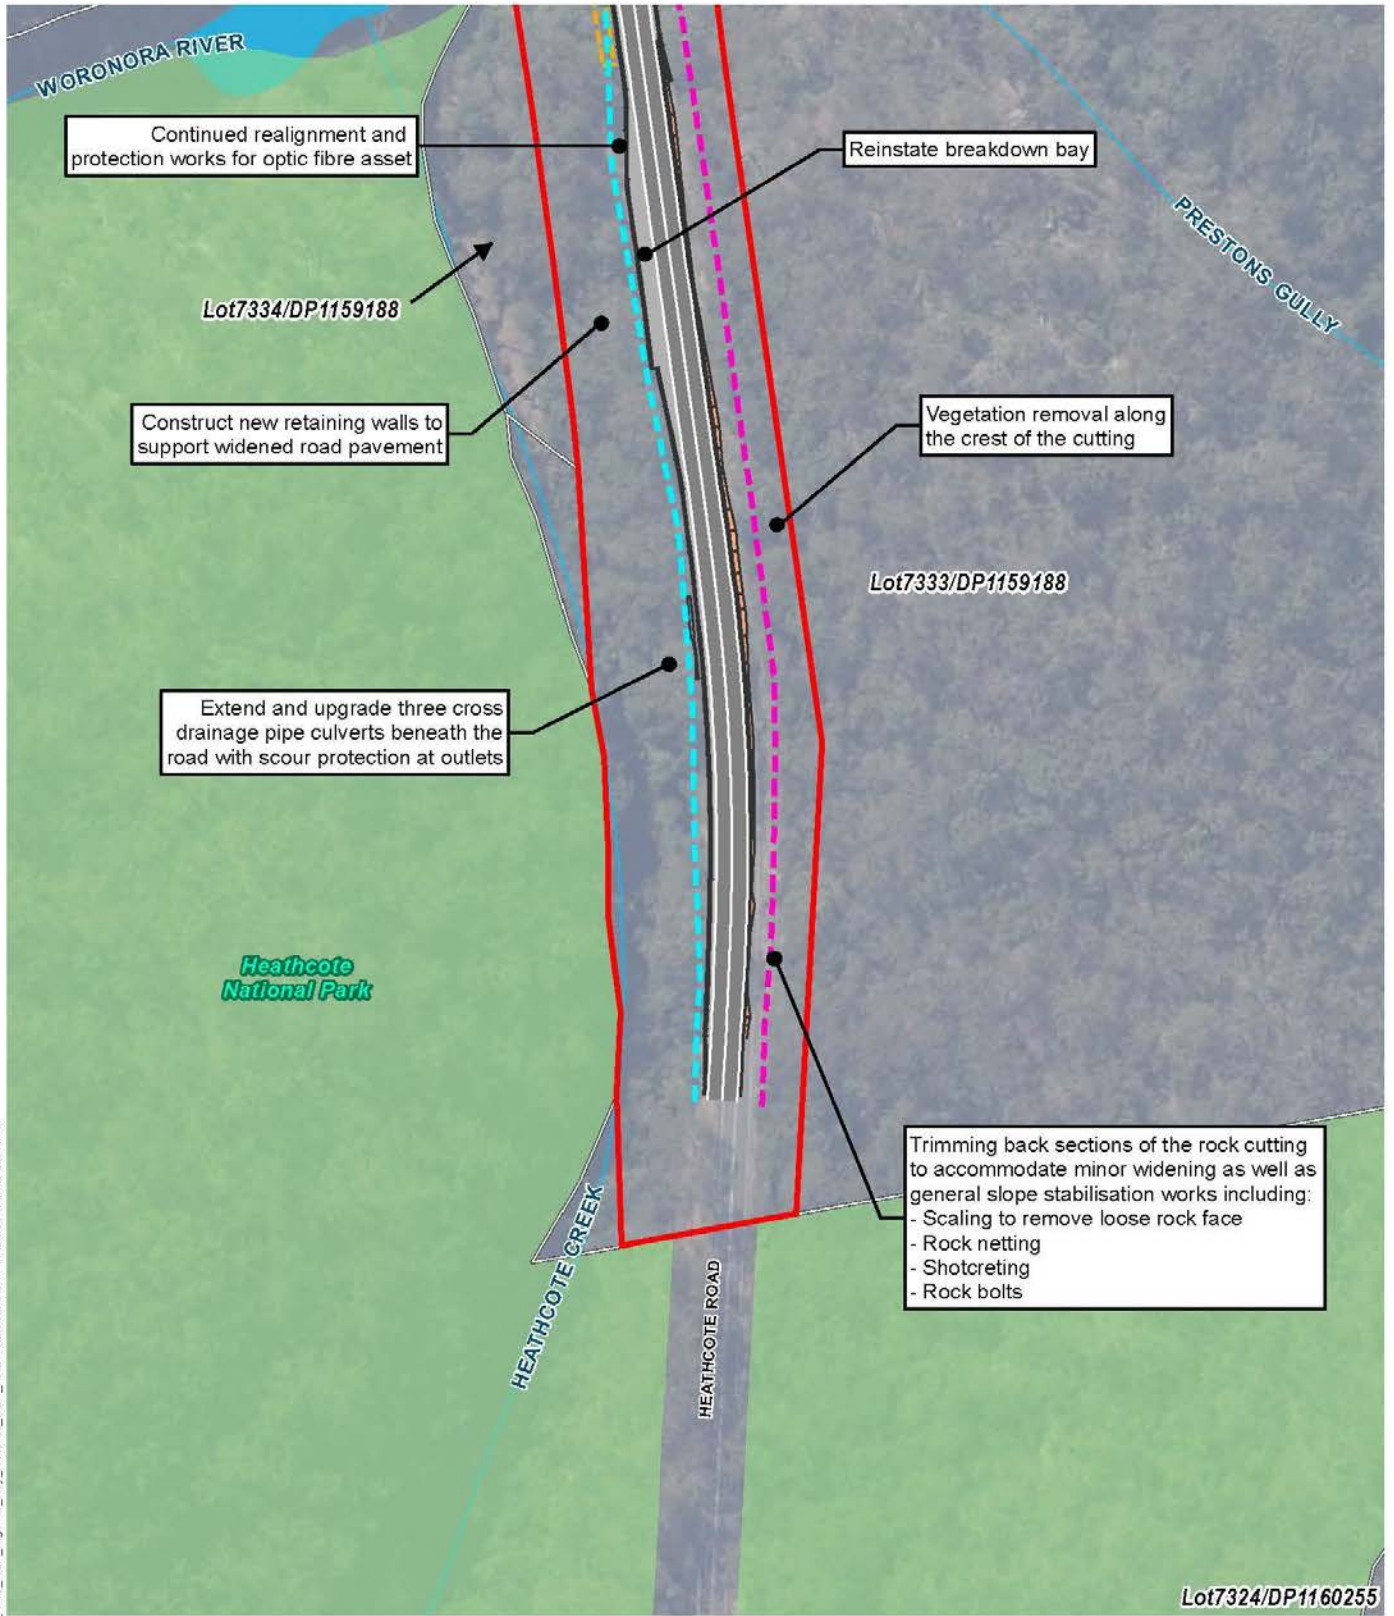 WORONORA RIVER
Continued realignment and
protection works for optic fibre asset
Reinstate breakdown bay
PRESTONS GULLY
Lot7334/DP1159188
Construct new retaining walls to
support widened road pavement
Vegetation removal along
the crest of the cutting
Lot7333/DP1159188
Extend and upgrade three cross
drainage pipe culverts beneath the
road with scour protection at outlets
Heathcote
National Park
Trimming back sections of the rock cutting
to accommodate minor widening as well as
general slope stabilisation works including:
- Scaling to remove loose rock face
- Rock netting
- Shotcreting
- Rock bolts
HEATHCOTE CREEK
HEATHCOTE ROAD
Lot7324/DP1160255